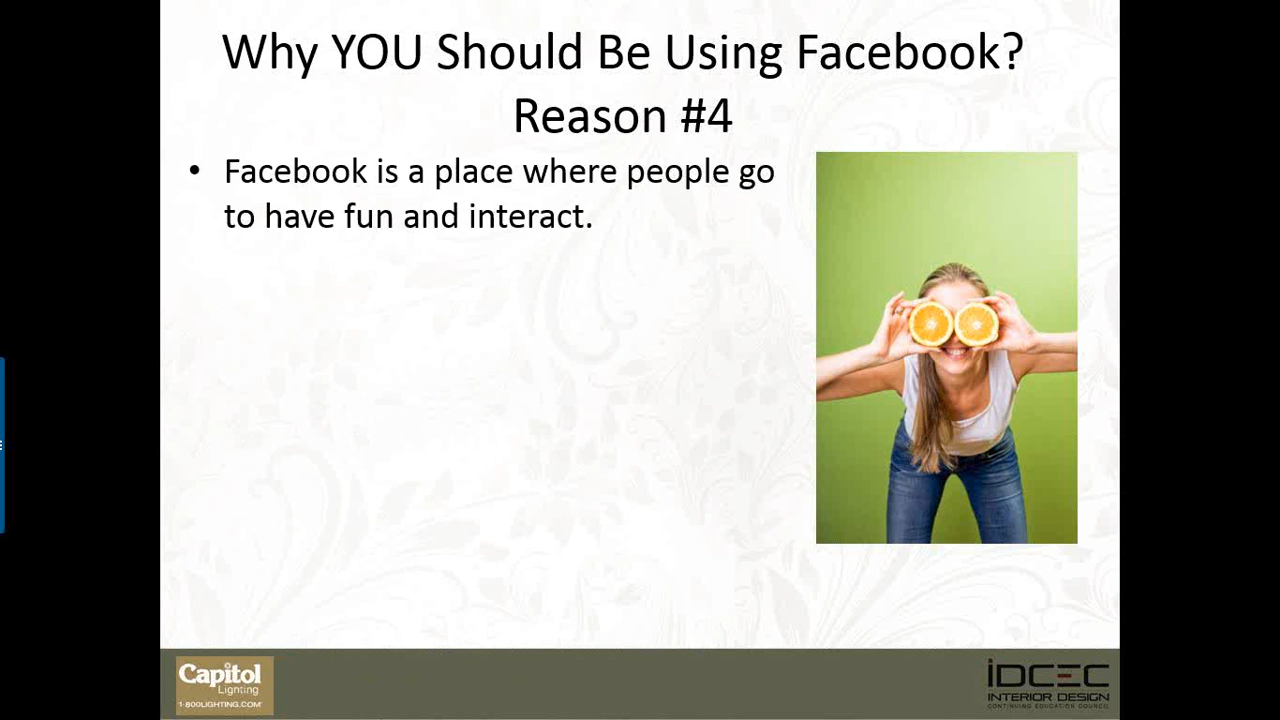 Why YOU Should Be Using Facebook?
Reason #4
• Facebook is a place where people go
to have fun and interact.
Capitol
Lighting
1·800LIGHTING.COM
IDCEC
INTERIOR DESIGN
CONTINUING EDUCATION COUNCIL